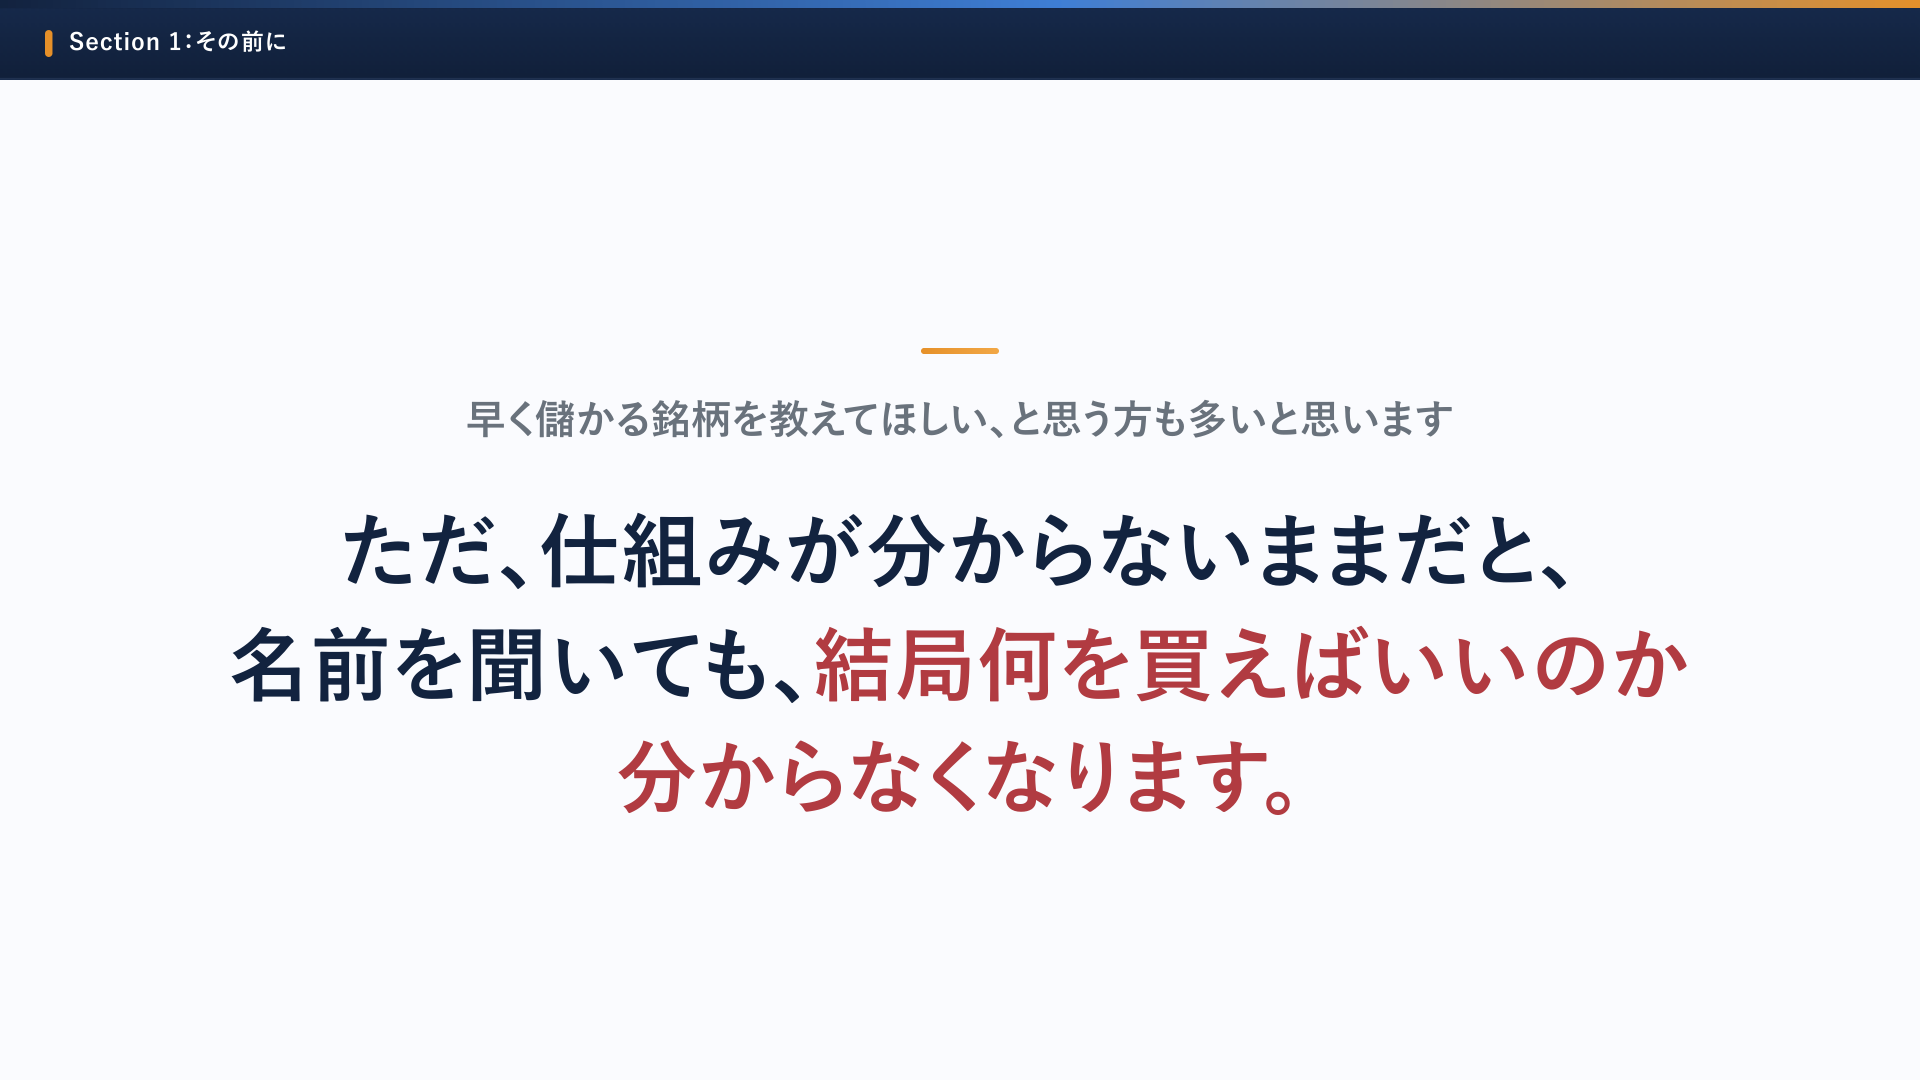 Section 1：その前に
早く儲かる銘柄を教えてほしい、と思う方も多いと思います
ただ、仕組みが分からないままだと、
名前を聞いても、結局何を買えばいいのか
分からなくなります。